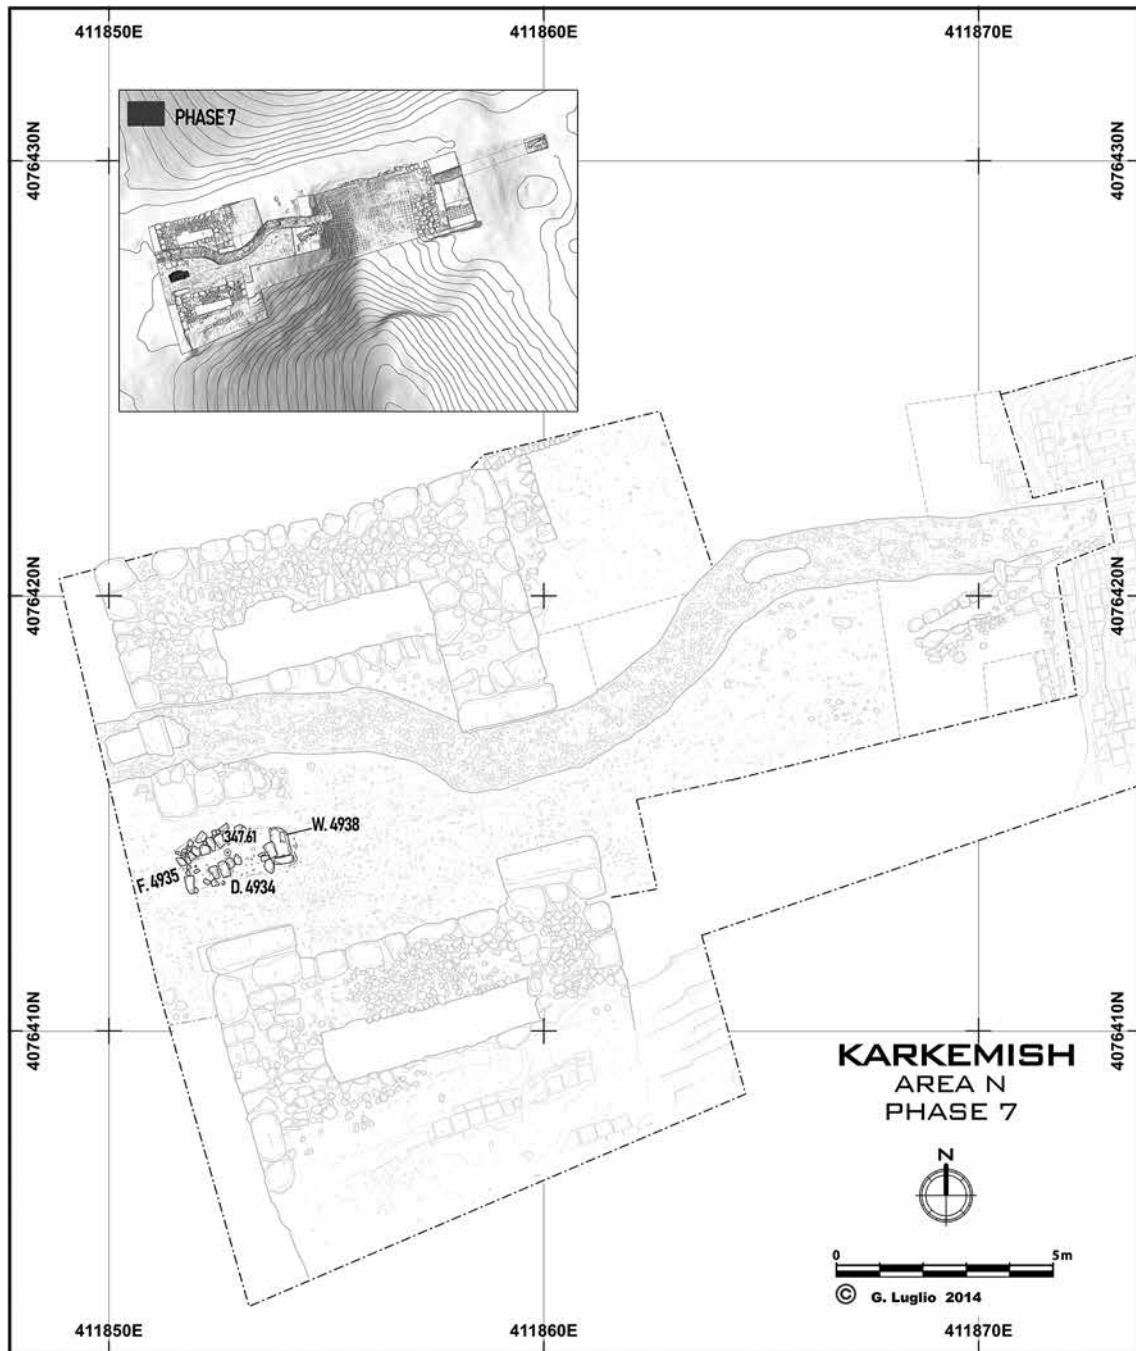 411850E
411860E
411870E
4076430N
4076430N
PHASE 7
4076420N
4076420N
347.61
W. 4938
F. 4935
D. 4934
4076410N
4076410N
KARKEMISH
AREA N
PHASE 7
N
0
5m
© G. Luglio 2014
411850E
411860E
411870E